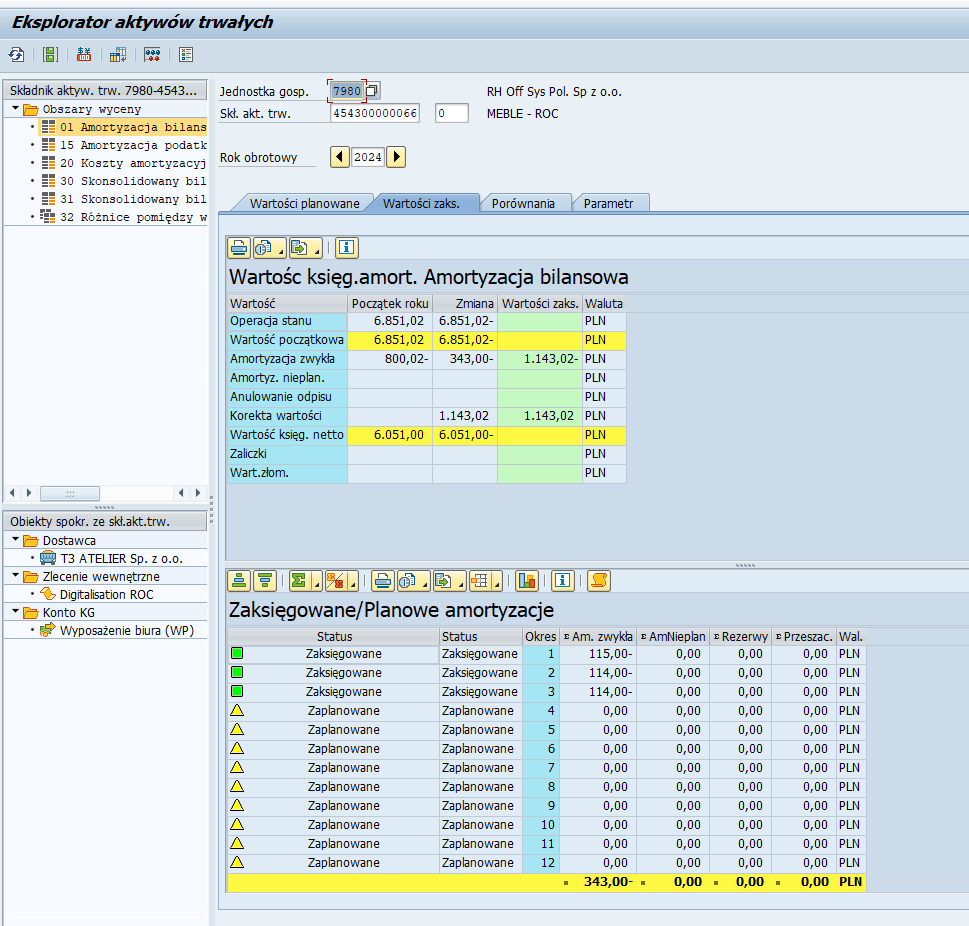 Eksplorator aktywów trwałych
Składnik aktyw. trw. 7980-4543...
Obszary wyceny
01 Amortyzacja bilans
15 Amortyzacja podatk
20 Koszty amortyzacyj
30 Skonsolidowany bil
31 Skonsolidowany bil
32 Różnice pomiędzy w
Obiekty spokr. ze skł.akt.trw.
Dostawca
T3 ATELIER Sp. z o.o.
Zlecenie wewnętrzne
Digitalisation ROC
Konto KG
Wyposażenie biura (WP)
Jednostka gosp. 7980 RH Off Sys Pol. Sp z o.o.
Skł. akt. trw. 454300000066 0 MEBLE - ROC
Rok obrotowy 2024
Wartości planowane Wartości zaks. Porównania Parametr
Wartośc księg.amort. Amortyzacja bilansowa
Wartość Początek roku Zmiana Wartości zaks. Waluta
Operacja stanu 6.851,02 6.851,02- PLN
Wartość początkowa 6.851,02 6.851,02- PLN
Amortyzacja zwykła 800,02- 343,00- 1.143,02- PLN
Amortyz. nieplan. PLN
Anulowanie odpisu PLN
Korekta wartości 1.143,02 1.143,02 PLN
Wartość księg. netto 6.051,00 6.051,00- PLN
Zaliczki PLN
Wart.złom. PLN
Zaksięgowane/Planowe amortyzacje
Status Status Okres Σ Am. zwykła Σ AmNieplan Σ Rezerwy Σ Przeszac. Wal.
Zaksięgowane Zaksięgowane 1 115,00- 0,00 0,00 0,00 PLN
Zaksięgowane Zaksięgowane 2 114,00- 0,00 0,00 0,00 PLN
Zaksięgowane Zaksięgowane 3 114,00- 0,00 0,00 0,00 PLN
Zaplanowane Zaplanowane 4 0,00 0,00 0,00 0,00 PLN
Zaplanowane Zaplanowane 5 0,00 0,00 0,00 0,00 PLN
Zaplanowane Zaplanowane 6 0,00 0,00 0,00 0,00 PLN
Zaplanowane Zaplanowane 7 0,00 0,00 0,00 0,00 PLN
Zaplanowane Zaplanowane 8 0,00 0,00 0,00 0,00 PLN
Zaplanowane Zaplanowane 9 0,00 0,00 0,00 0,00 PLN
Zaplanowane Zaplanowane 10 0,00 0,00 0,00 0,00 PLN
Zaplanowane Zaplanowane 11 0,00 0,00 0,00 0,00 PLN
Zaplanowane Zaplanowane 12 0,00 0,00 0,00 0,00 PLN
343,00- 0,00 0,00 0,00 PLN